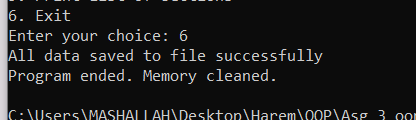 6. Exit
Enter your choice: 6
All data saved to file successfully
Program ended. Memory cleaned.
C:\Users\MASHALLAH\Desktop\Harem\OOP\Asg 3 oop